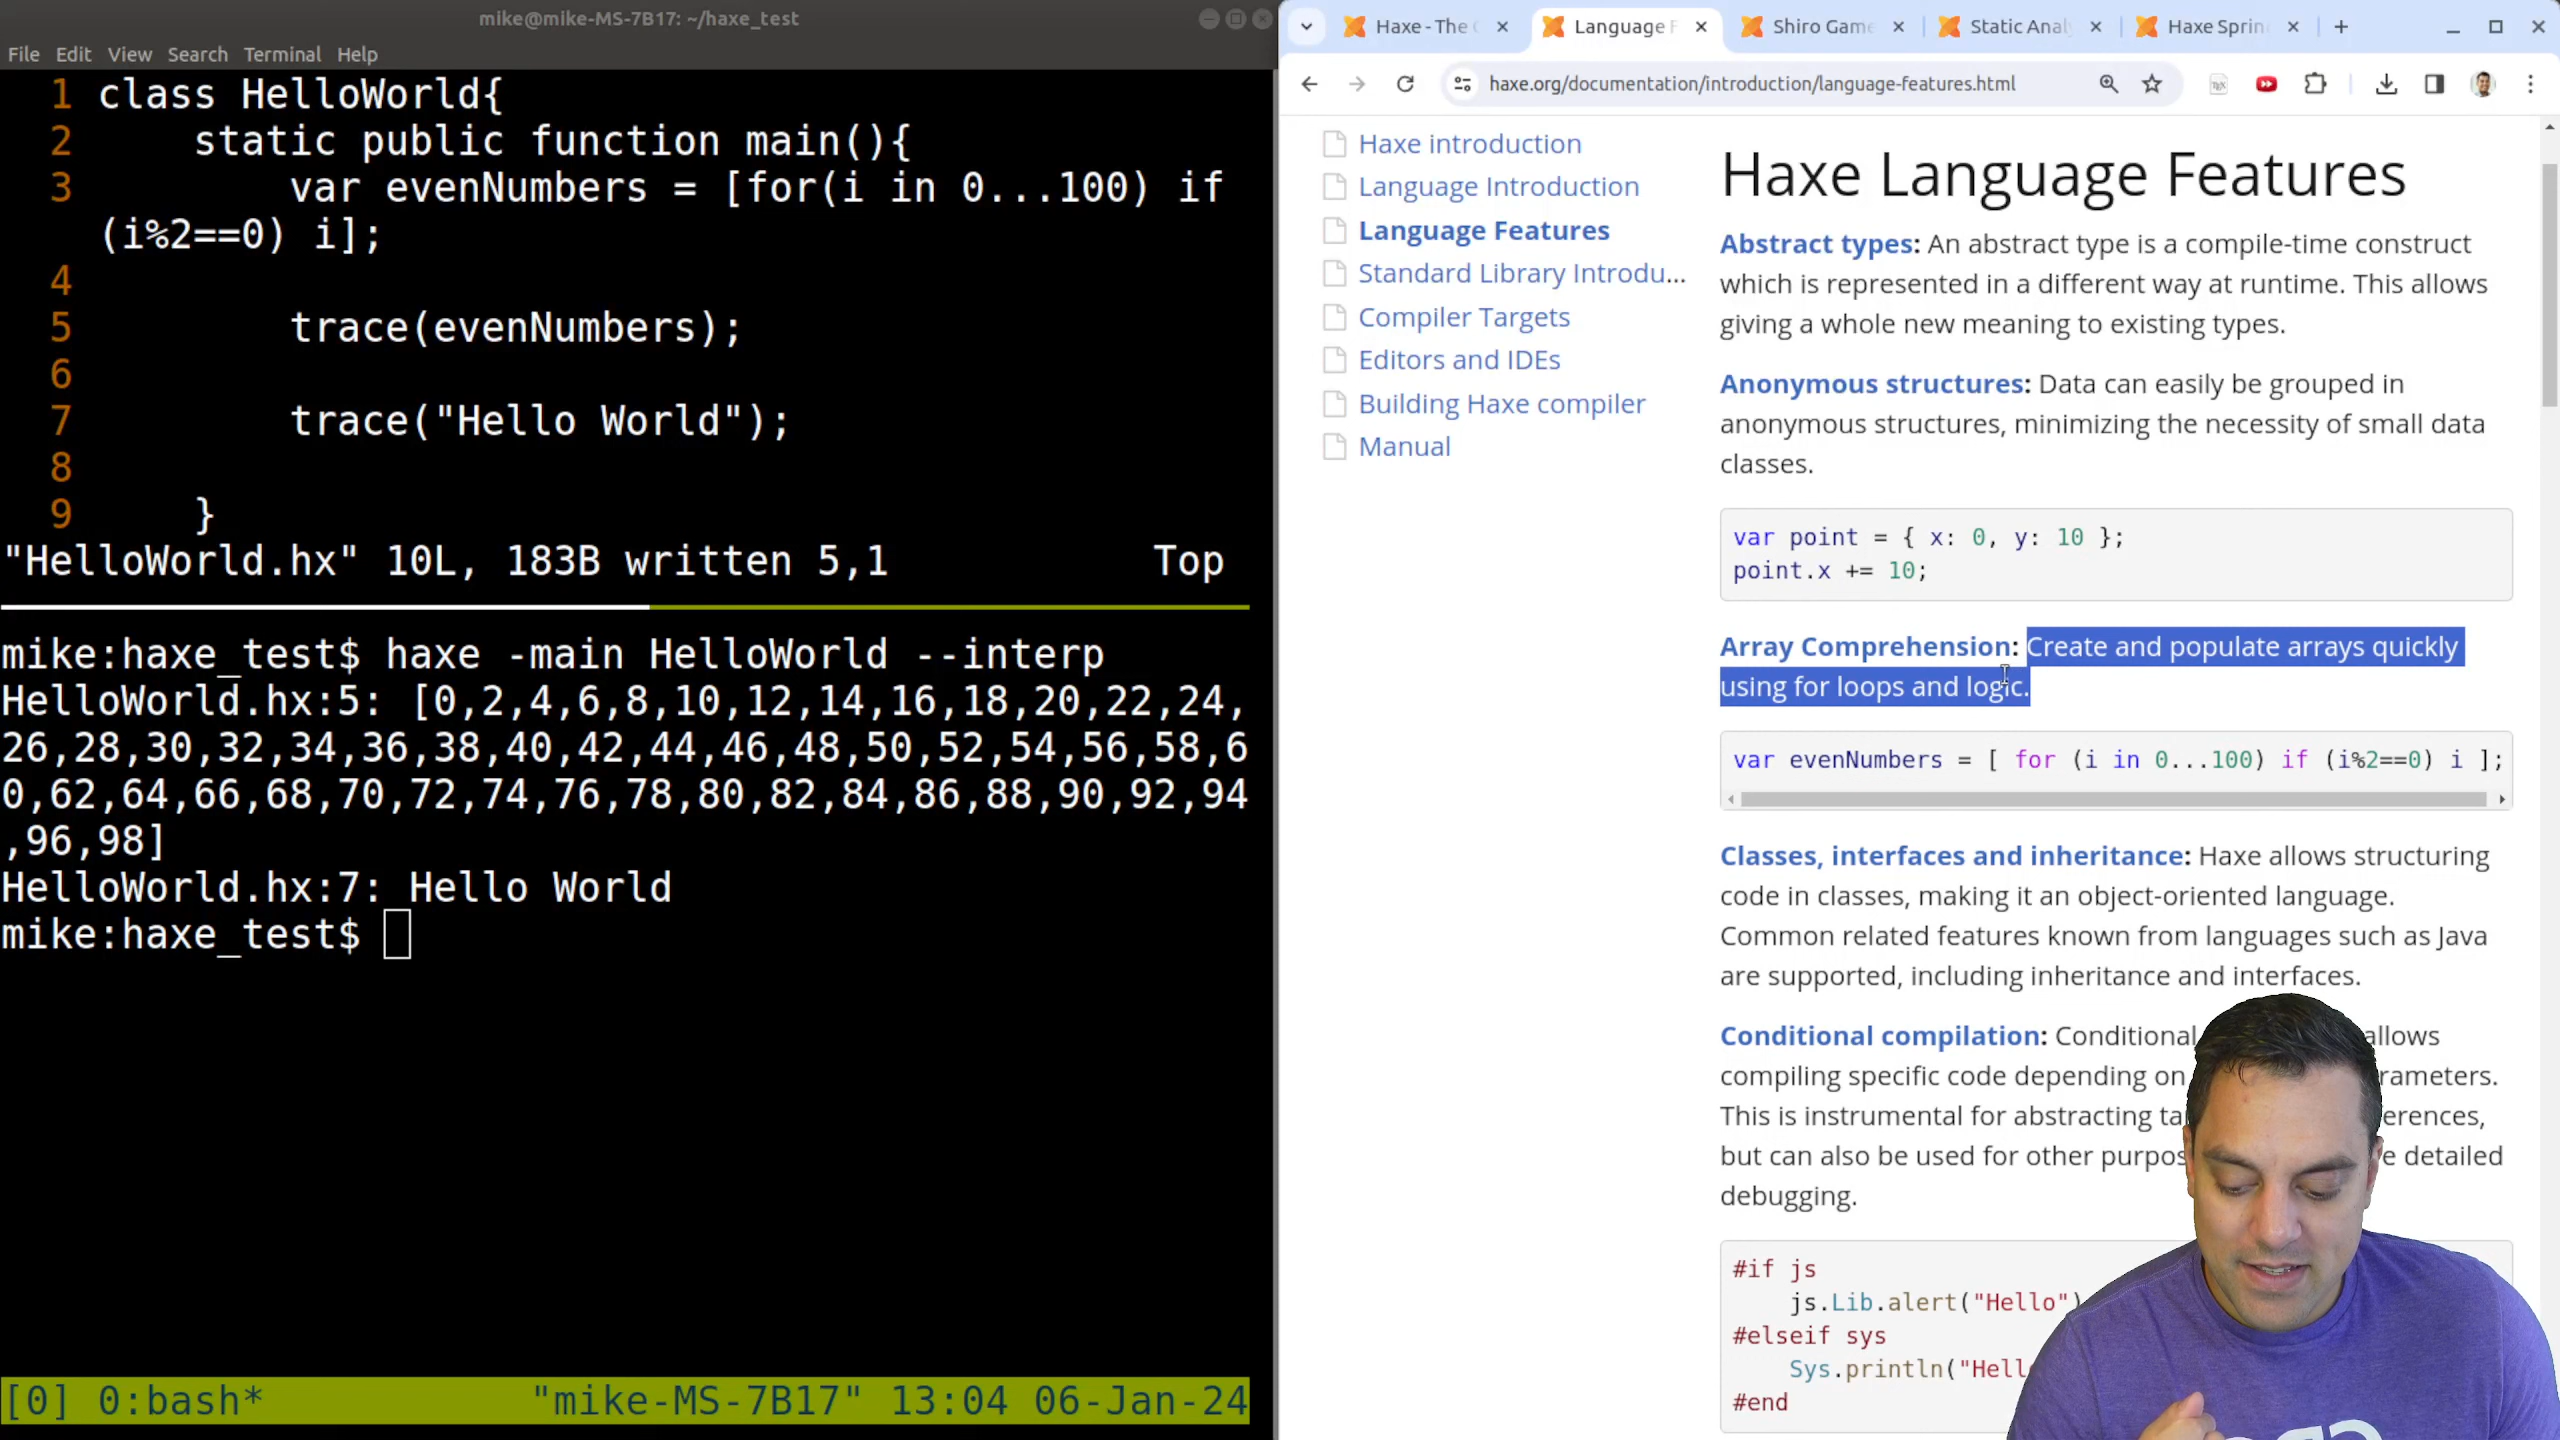 mike@mike-MS-7B17: ~/haxe_test
File Edit View Search Terminal Help
1 class HelloWorld{
2     static public function main(){
3         var evenNumbers = [for(i in 0...100) if
(i%2==0) i];
4
5         trace(evenNumbers);
6
7         trace("Hello World");
8
9     }
"HelloWorld.hx" 10L, 183B written 5,1 Top
mike:haxe_test$ haxe -main HelloWorld --interp
HelloWorld.hx:5: [0,2,4,6,8,10,12,14,16,18,20,22,24,
26,28,30,32,34,36,38,40,42,44,46,48,50,52,54,56,58,6
0,62,64,66,68,70,72,74,76,78,80,82,84,86,88,90,92,94
,96,98]
HelloWorld.hx:7: Hello World
mike:haxe_test$
[0] 0:bash* "mike-MS-7B17" 13:04 06-Jan-24
Haxe - The
Language F
Shiro Game
Static Anal
Haxe Sprin
haxe.org/documentation/introduction/language-features.html
Haxe introduction
Language Introduction
Language Features
Standard Library Introdu...
Compiler Targets
Editors and IDEs
Building Haxe compiler
Manual
Haxe Language Features
Abstract types: An abstract type is a compile-time construct
which is represented in a different way at runtime. This allows
giving a whole new meaning to existing types.
Anonymous structures: Data can easily be grouped in
anonymous structures, minimizing the necessity of small data
classes.
var point = { x: 0, y: 10 };
point.x += 10;
Array Comprehension: Create and populate arrays quickly
using for loops and logic.
var evenNumbers = [ for (i in 0...100) if (i%2==0) i ];
Classes, interfaces and inheritance: Haxe allows structuring
code in classes, making it an object-oriented language.
Common related features known from languages such as Java
are supported, including inheritance and interfaces.
Conditional compilation: Conditional allows
compiling specific code depending on rameters.
This is instrumental for abstracting ta erences,
but can also be used for other purpos e detailed
debugging.
#if js
    js.Lib.alert("Hello")
#elseif sys
    Sys.println("Hell
#end